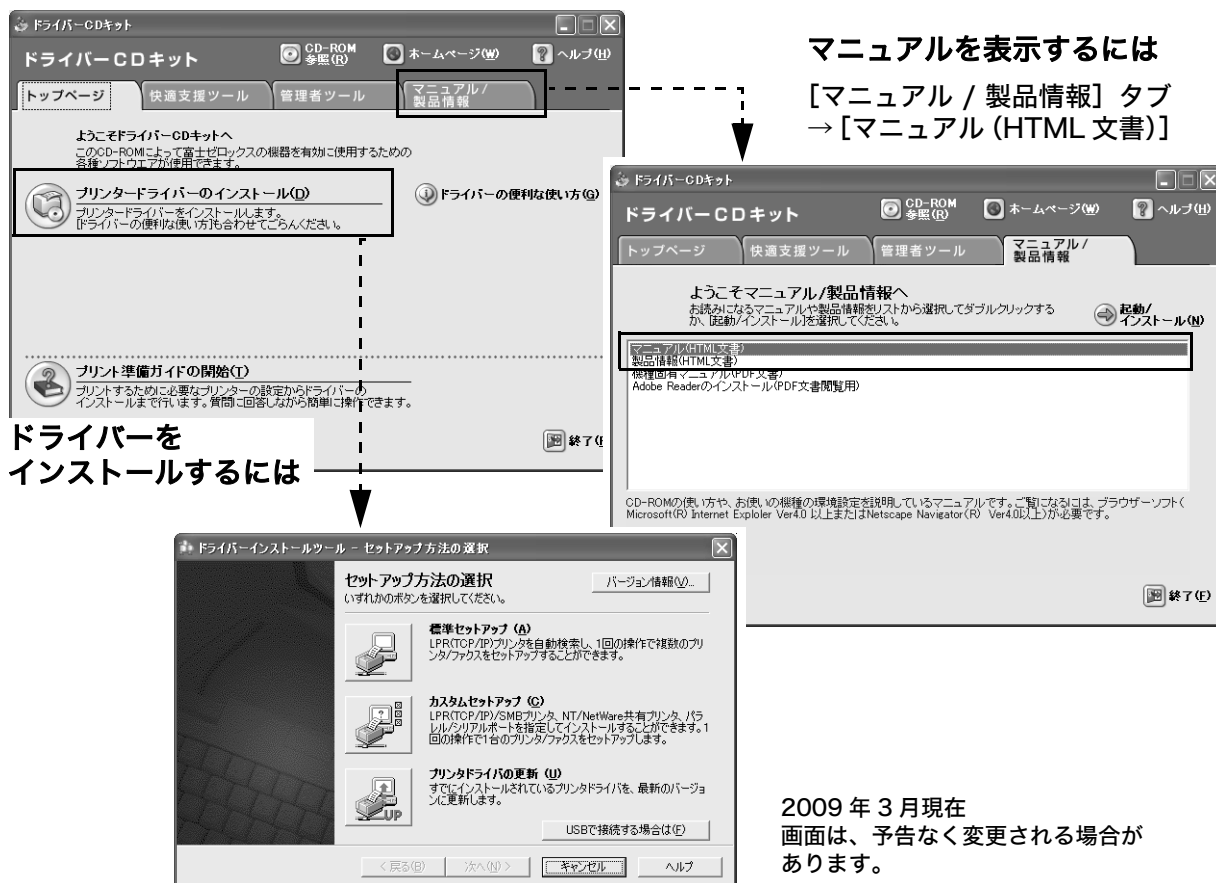 ドライバーCDキット
ドライバーCDキット
CD-ROM
参照(R)
ホームページ(W)
ヘルプ(H)
トップページ
快適支援ツール
管理者ツール
マニュアル/
製品情報
ようこそドライバーCDキットへ
このCD-ROMによって富士ゼロックスの機器を有効に使用するための
各種ソフトウエアが使用できます。
プリンタードライバーのインストール(D)
プリンタードライバーをインストールします。
[ドライバーの便利な使い方]も合わせてごらんください。
ドライバーの便利な使い方(G)
プリント準備ガイドの開始(T)
プリントするために必要なプリンターの設定からドライバーの
インストールまで行います。質問に回答しながら簡単に操作できます。
終了(
ドライバーを
インストールするには
マニュアルを表示するには
[マニュアル / 製品情報] タブ
→ [マニュアル (HTML 文書)]
ドライバーCDキット
ドライバーCDキット
CD-ROM
参照(R)
ホームページ(W)
ヘルプ(H)
トップページ
快適支援ツール
管理者ツール
マニュアル/
製品情報
ようこそマニュアル/製品情報へ
お読みになるマニュアルや製品情報をリストから選択してダブルクリックする
か、[起動/インストール]を選択してください。
起動/
インストール(N)
マニュアル(HTML文書)
製品情報(HTML文書)
機種固有マニュアル(PDF文書)
Adobe Readerのインストール(PDF文書閲覧用)
CD-ROMの使い方や、お使いの機種の環境設定を説明しているマニュアルです。ご覧になるには、ブラウザーソフト(
Microsoft(R) Internet Exploler Ver4.0 以上またはNetscape Navigator(R) Ver4.0以上)が必要です。
終了(F)
ドライバーインストールツール - セットアップ方法の選択
セットアップ方法の選択
いずれかのボタンを選択してください。
バージョン情報(V)...
標準セットアップ (A)
LPR(TCP/IP)プリンタを自動検索し、1回の操作で複数のプリ
ンタ/ファクスをセットアップすることができます。
カスタムセットアップ (C)
LPR(TCP/IP)/SMBプリンタ、NT/NetWare共有プリンタ、パラ
レル/シリアルポートを指定してインストールすることができます。1
回の操作で1台のプリンタ/ファクスをセットアップします。
プリンタドライバの更新 (U)
すでにインストールされているプリンタドライバを、最新のバージョ
ンに更新します。
UP
USBで接続する場合は(F)
< 戻る(B)
次へ(N) >
キャンセル
ヘルプ
2009 年 3 月現在
画面は、予告なく変更される場合が
あります。